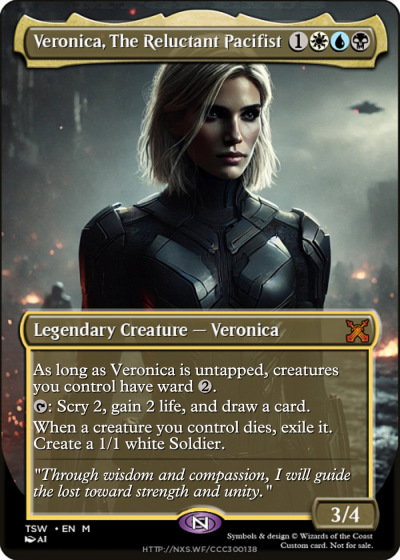 Veronica, The Reluctant Pacifist 1
Legendary Creature — Veronica
As long as Veronica is untapped, creatures
you control have ward 2.
: Scry 2, gain 2 life, and draw a card.
When a creature you control dies, exile it.
Create a 1/1 white Soldier.
"Through wisdom and compassion, I will guide
the lost toward strength and unity."
3/4
TSW • EN M
AI
N
Symbols & design © Wizards of the Coast
Custom card. Not for sale.
HTTP://NXS.WF/CCC300138